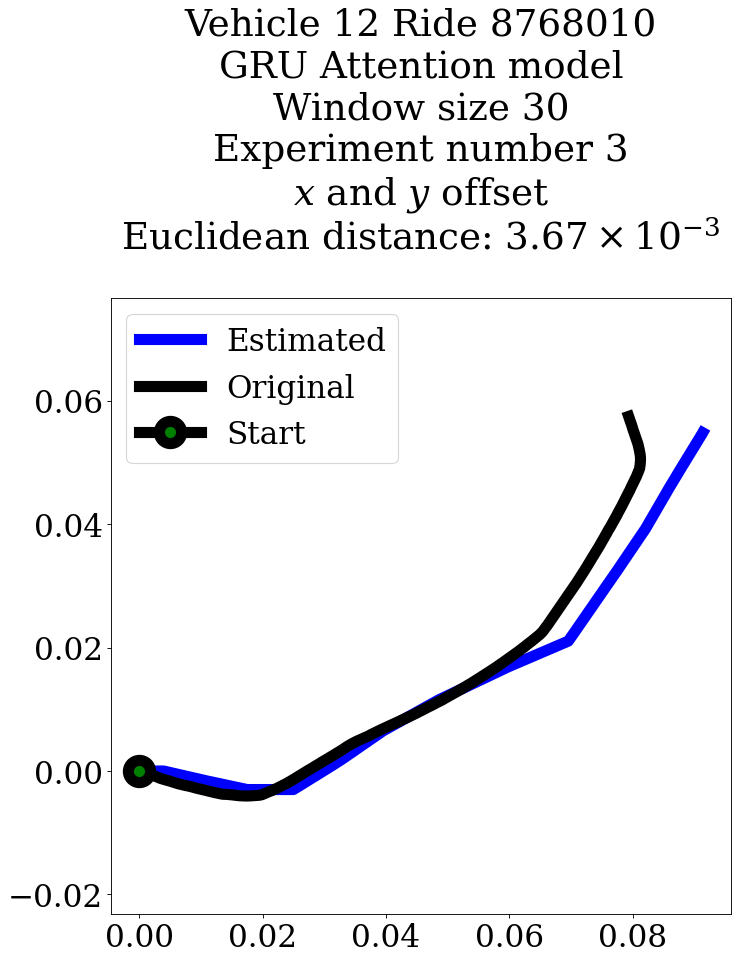 Vehicle 12 Ride 8768010
GRU Attention model
Window size 30
Experiment number 3
x and y offset
Euclidean distance: 3.67 × 10⁻³
Estimated
Original
Start
0.06
0.04
0.02
0.00
−0.02
0.00 0.02 0.04 0.06 0.08